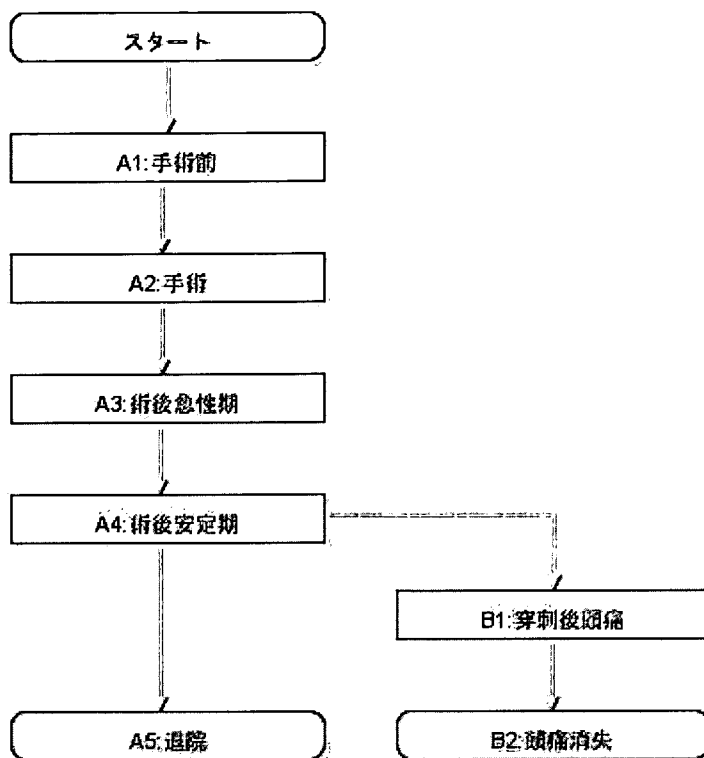 スタート
A1:手術前
A2:手術
A3:術後急性期
A4:術後安定期
B1:穿刺後頭痛
A5:退院
B2:頭痛消失